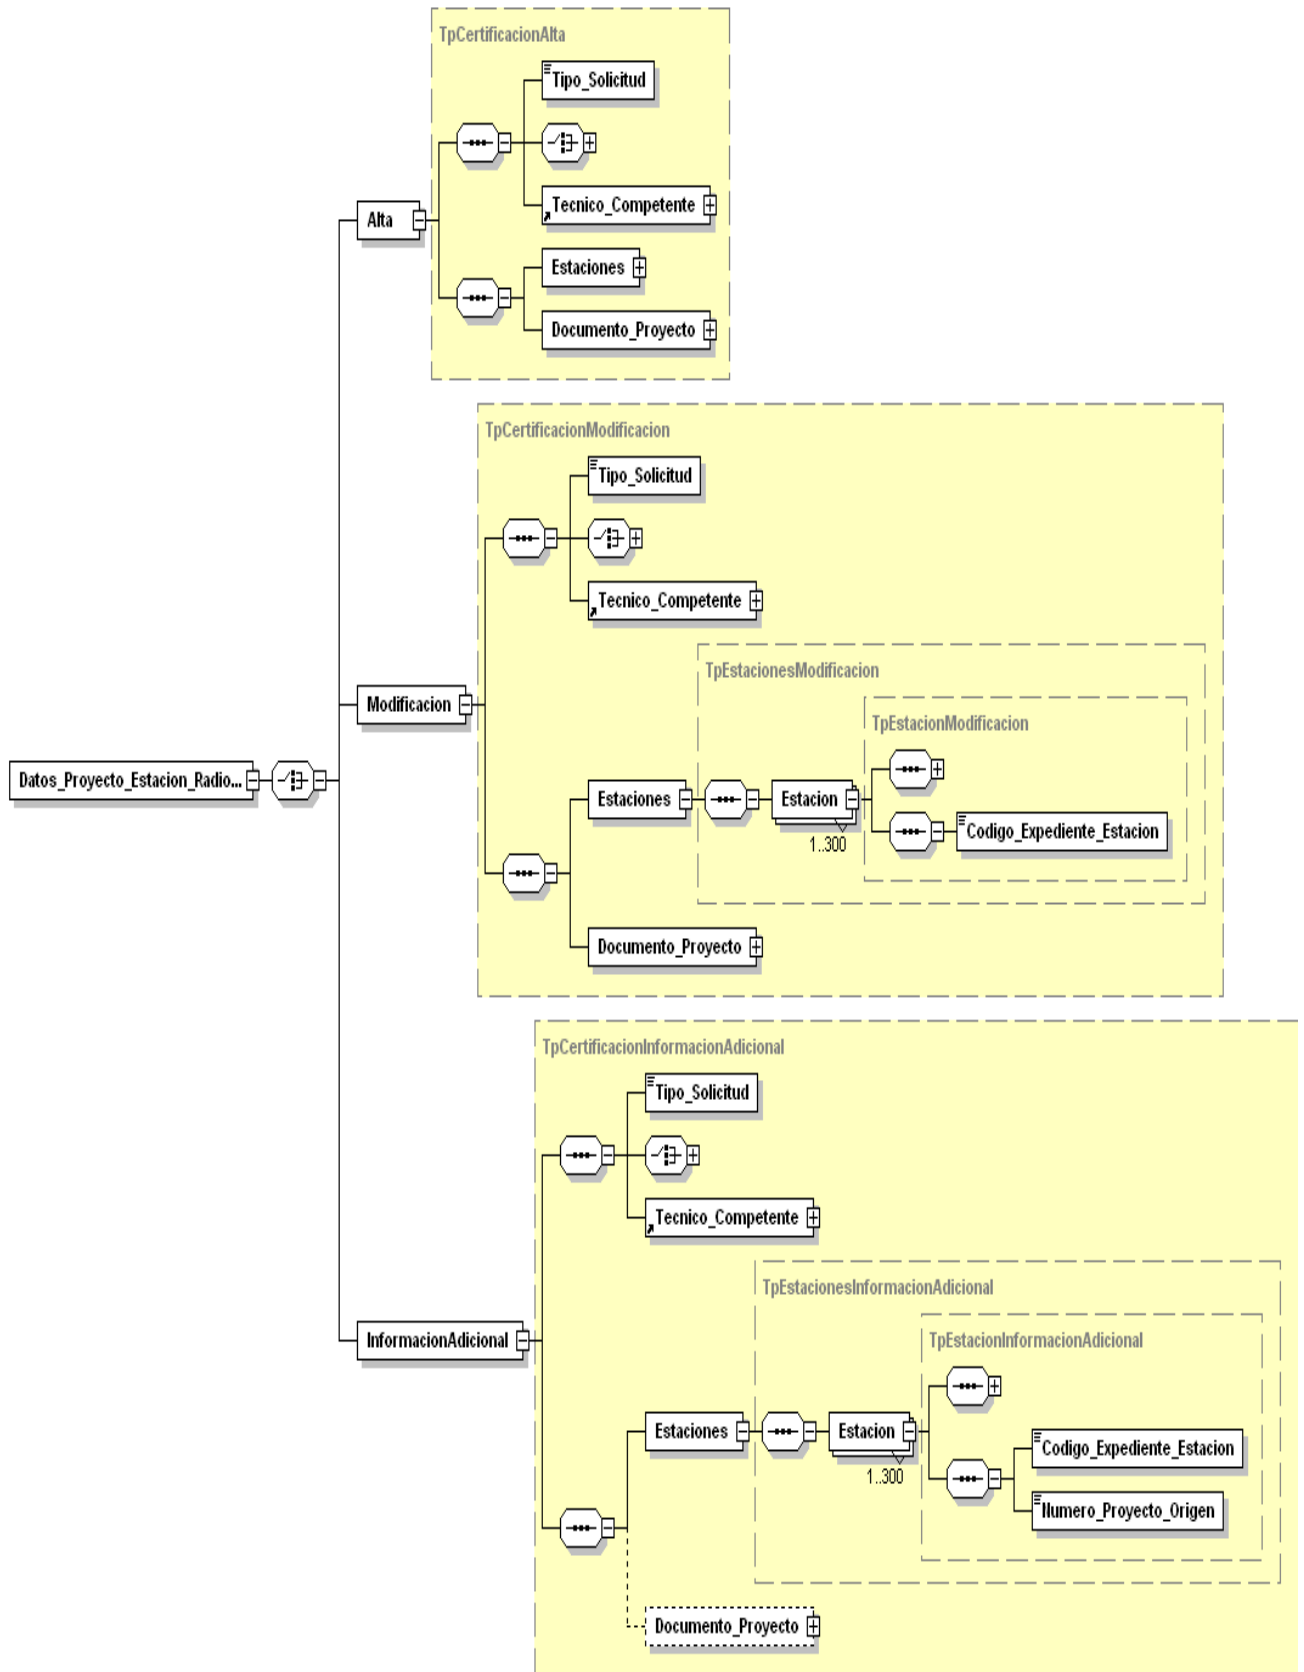 TpCertificacionAlta
Tipo_Solicitud
Tecnico_Competente
Alta
Estaciones
Documento_Proyecto
TpCertificacionModificacion
Tipo_Solicitud
Tecnico_Competente
TpEstacionesModificacion
Modificacion
TpEstacionModificacion
Datos_Proyecto_Estacion_Radio...
Estaciones
Estacion
1..300
Codigo_Expediente_Estacion
Documento_Proyecto
TpCertificacionInformacionAdicional
Tipo_Solicitud
Tecnico_Competente
TpEstacionesInformacionAdicional
InformacionAdicional
TpEstacionInformacionAdicional
Estaciones
Estacion
1..300
Codigo_Expediente_Estacion
Numero_Proyecto_Origen
Documento_Proyecto